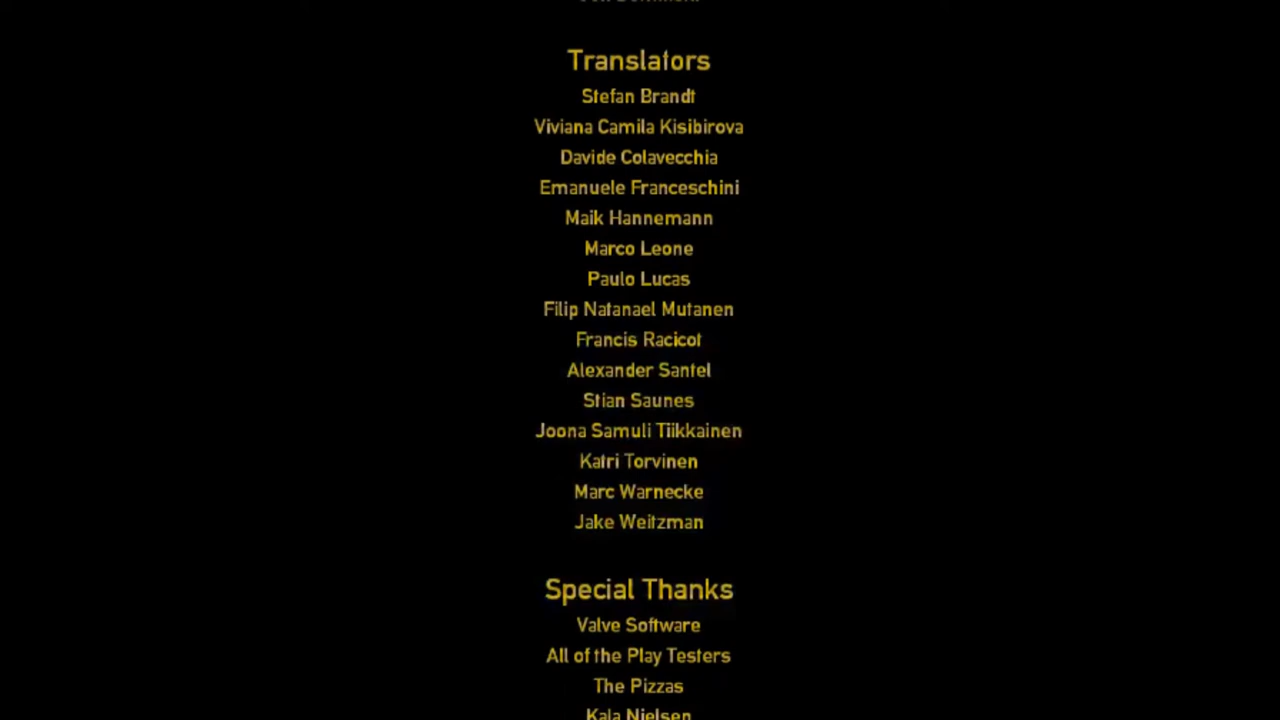 Translators
Stefan Brandt
Viviana Camila Kisibirova
Davide Colavecchia
Emanuele Franceschini
Maik Hannemann
Marco Leone
Paulo Lucas
Filip Natanael Mutanen
Francis Racicot
Alexander Santel
Stian Saunes
Joona Samuli Tiikkainen
Katri Torvinen
Marc Warnecke
Jake Weitzman
Special Thanks
Valve Software
All of the Play Testers
The Pizzas
Kala Nielsen